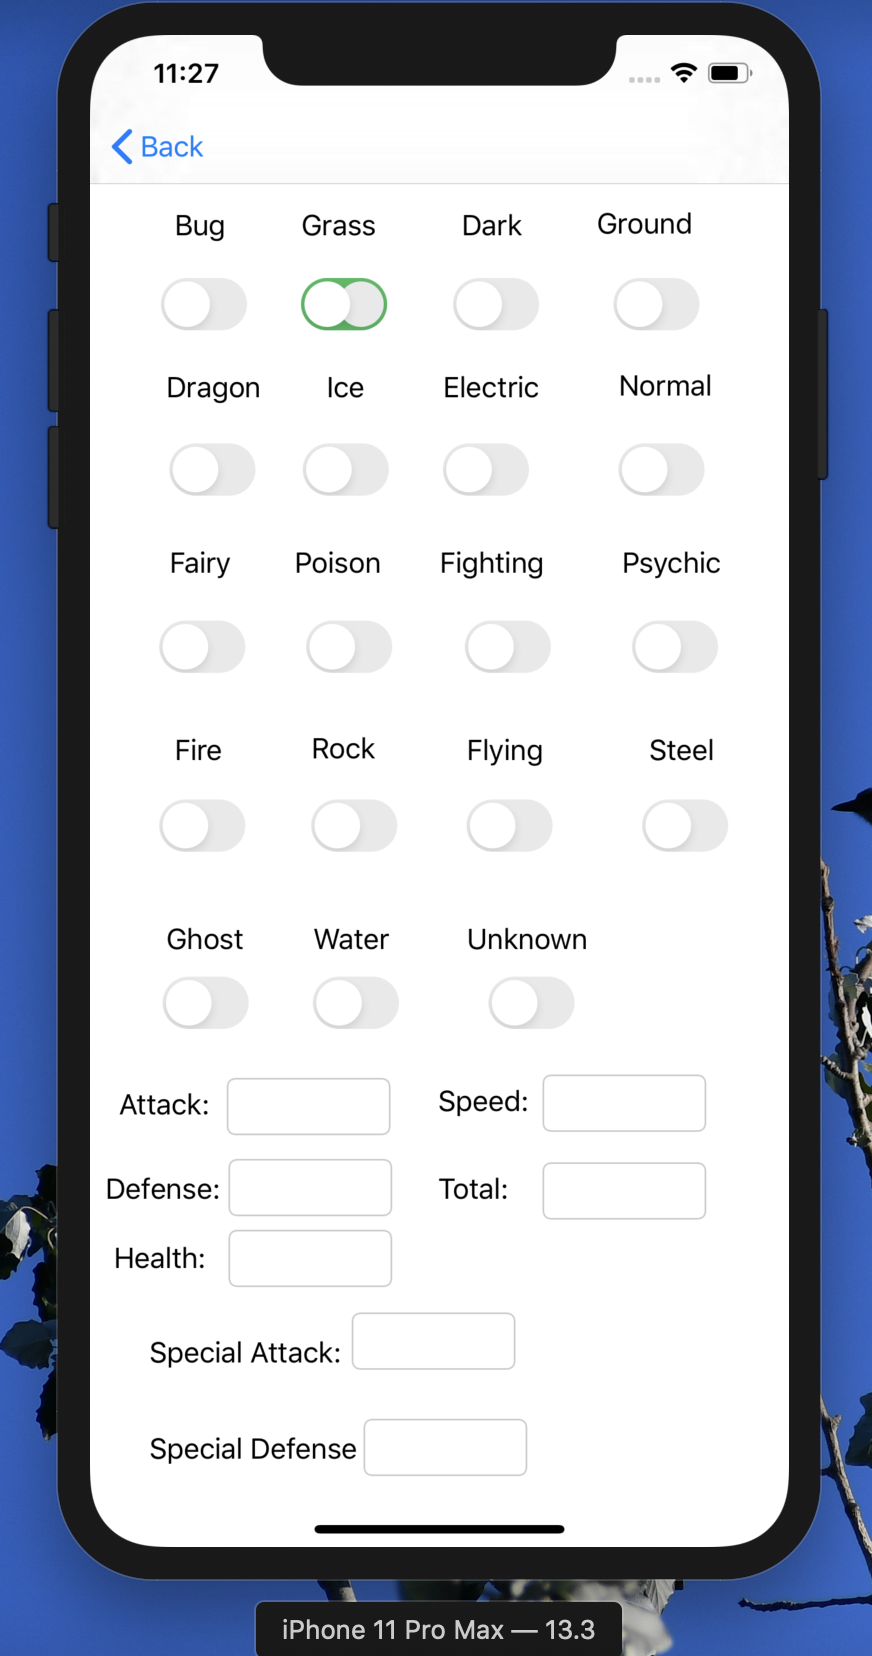 11:27
Back
Bug Grass Dark Ground
Dragon Ice Electric Normal
Fairy Poison Fighting Psychic
Fire Rock Flying Steel
Ghost Water Unknown
Attack: Speed:
Defense: Total:
Health:
Special Attack:
Special Defense
iPhone 11 Pro Max — 13.3